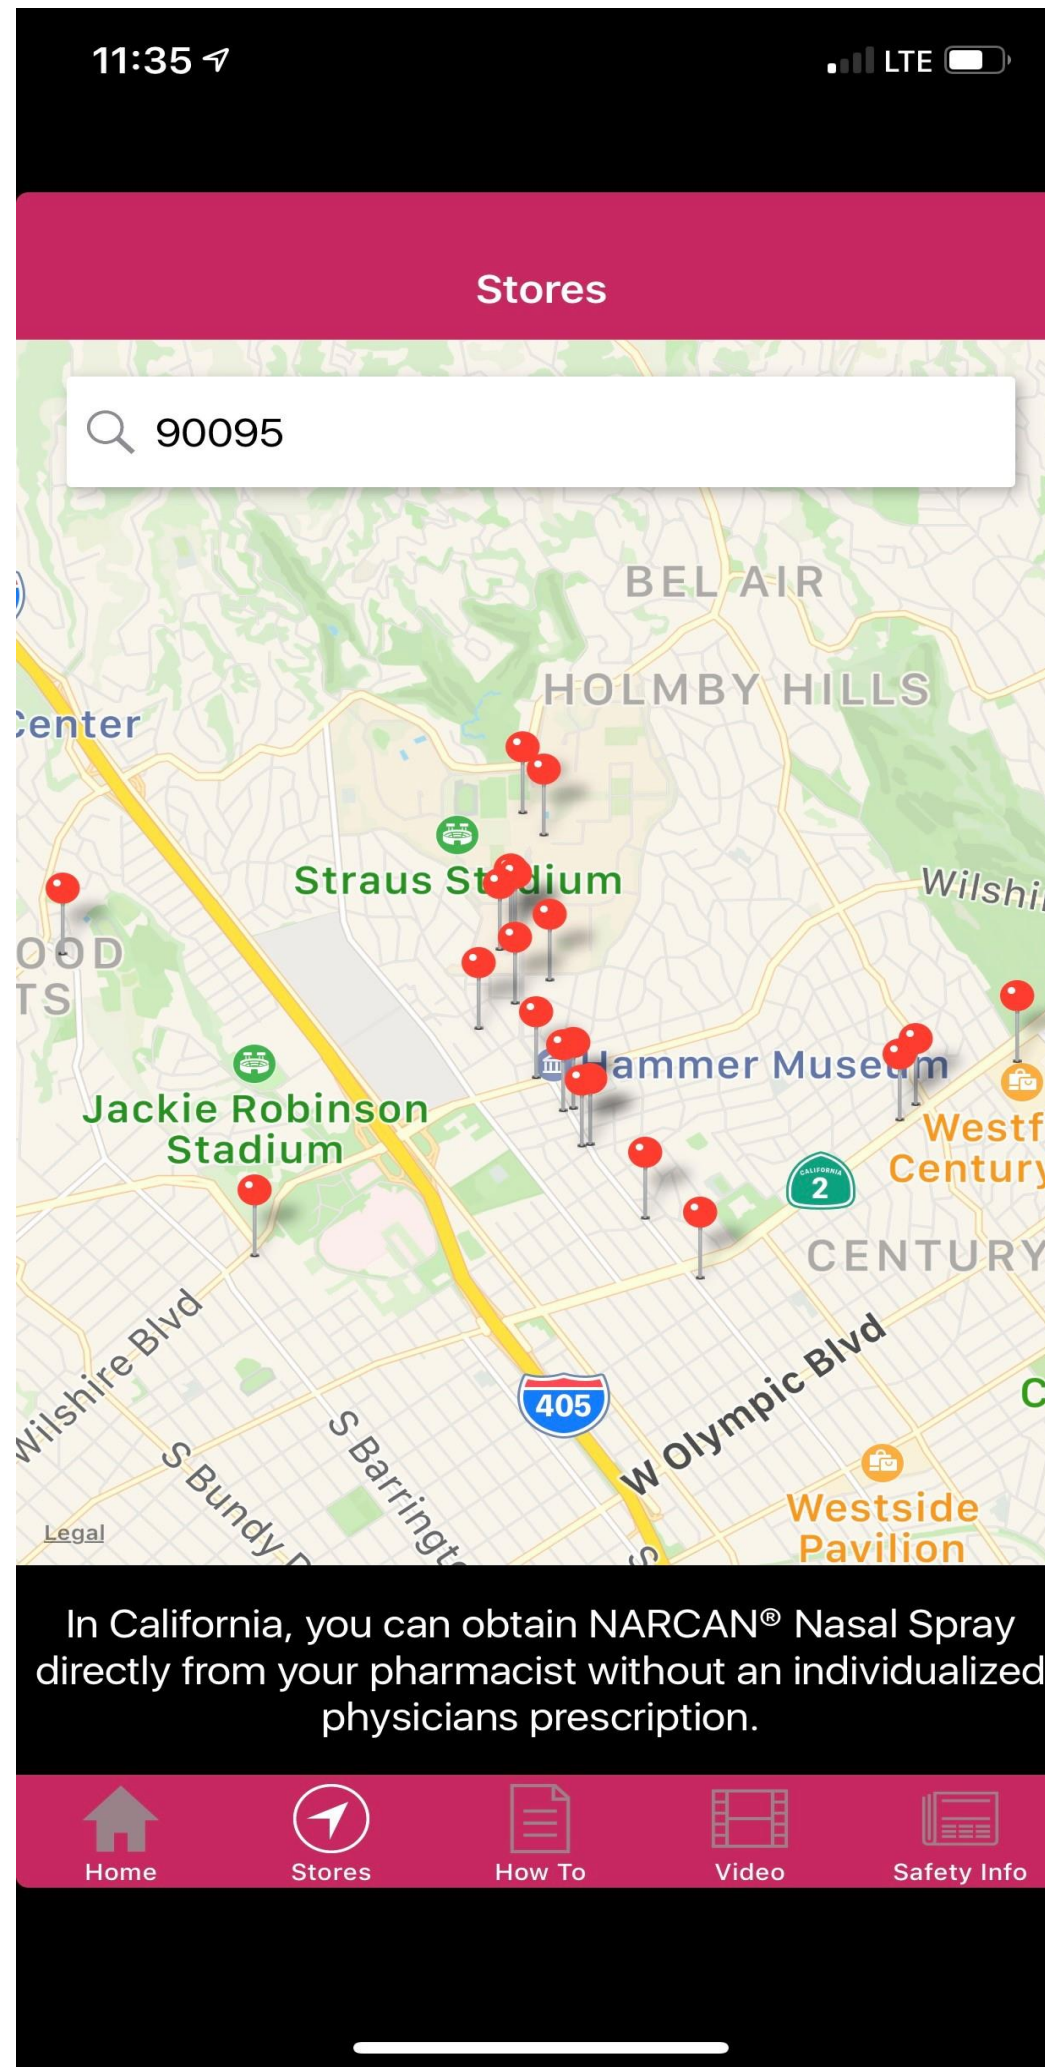 11:35
LTE
Stores
90095
BEL AIR
HOLMBY HILLS
Center
Straus Stadium
Wilshi
OOD
TS
Hammer Museum
Jackie Robinson
Stadium
Westf
Century
CALIFORNIA
2
CENTURY
Wilshire Blvd
W Olympic Blvd
405
C
S Bundy D
S Barringto
S
Westside
Pavilion
Legal
In California, you can obtain NARCAN® Nasal Spray
directly from your pharmacist without an individualized
physicians prescription.
Home
Stores
How To
Video
Safety Info